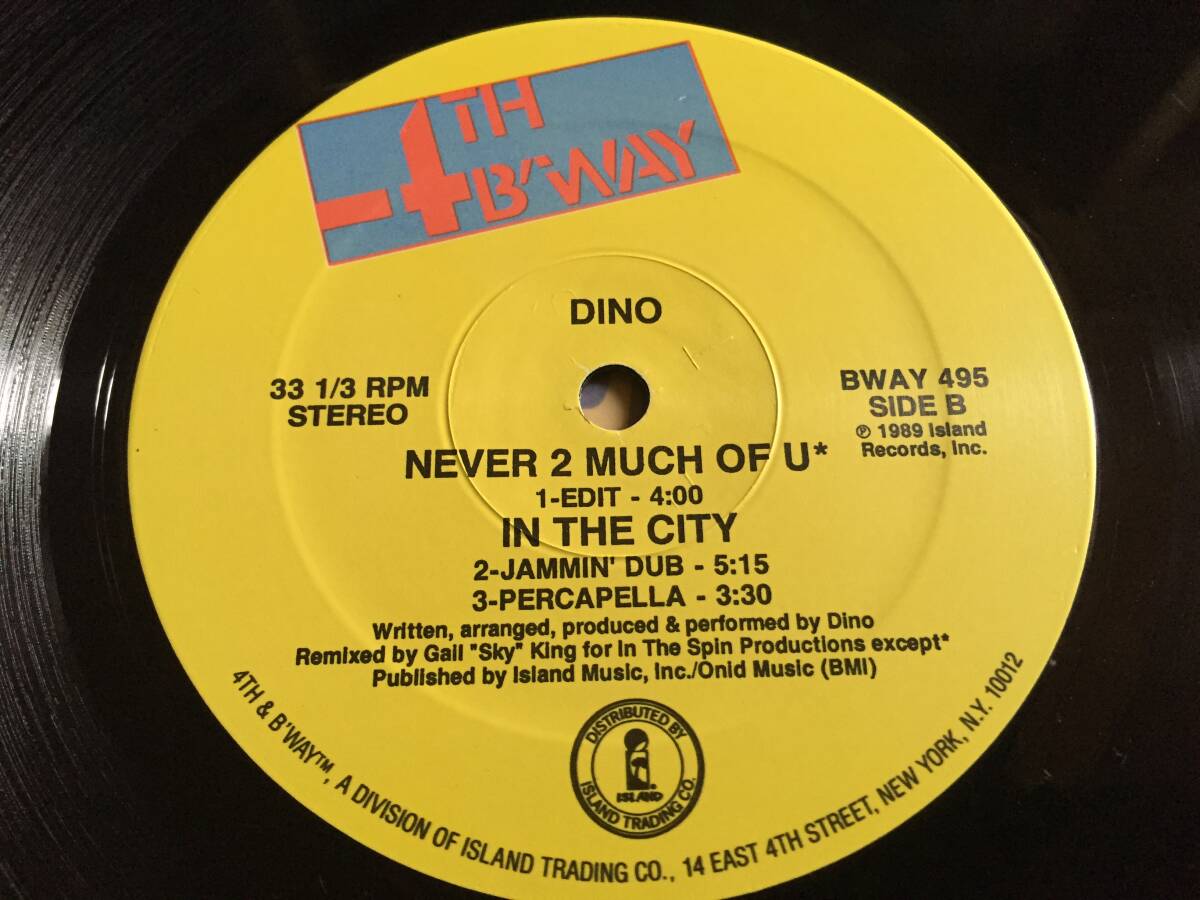 4TH
B'WAY
DINO
33 1/3 RPM
STEREO
BWAY 495
SIDE B
℗ 1989 Island
Records, Inc.
NEVER 2 MUCH OF U*
1-EDIT - 4:00
IN THE CITY
2-JAMMIN' DUB - 5:15
3-PERCAPELLA - 3:30
Written, arranged, produced & performed by Dino
Remixed by Gail "Sky" King for In The Spin Productions except*
Published by Island Music, Inc./Onid Music (BMI)
DISTRIBUTED BY
ISLAND
ISLAND TRADING CO.
4TH & B'WAY™, A DIVISION OF ISLAND TRADING CO., 14 EAST 4TH STREET, NEW YORK, N.Y. 10012